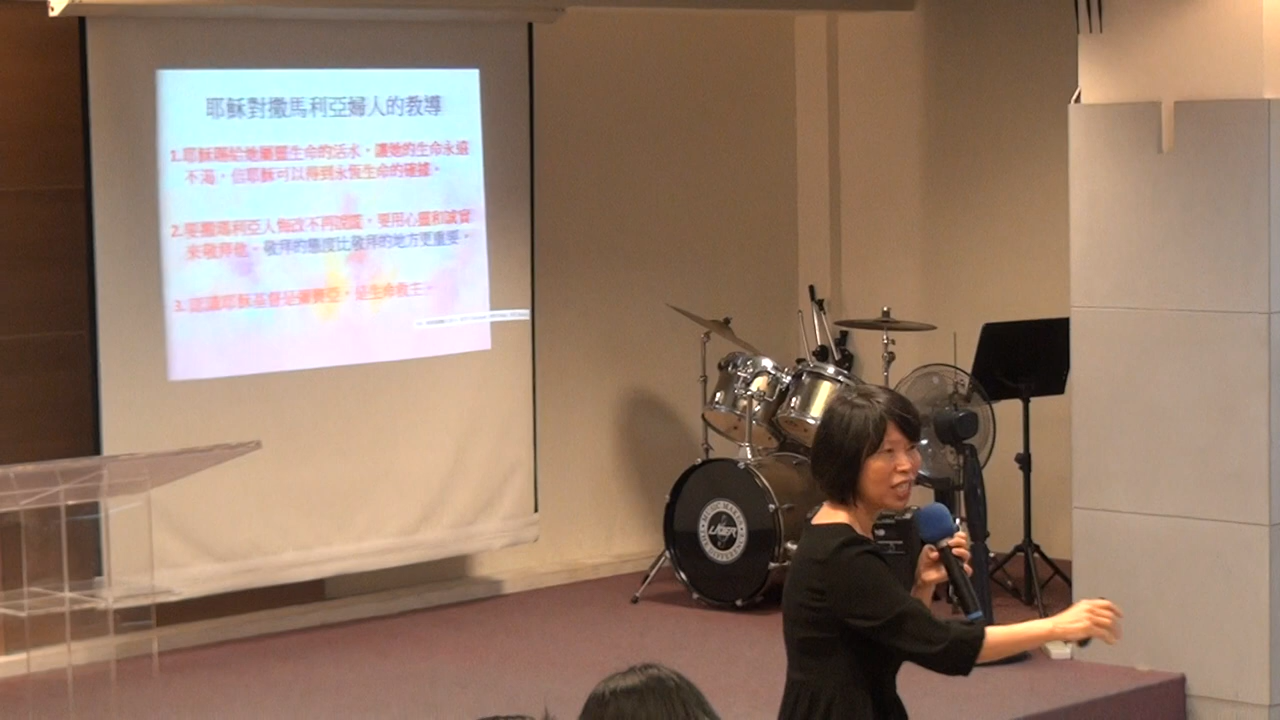 耶穌對撒馬利亞婦人的教導
1.耶穌賜給她屬靈生命的活水，讓她的生命永遠
不渴，信耶穌可以得到永恆生命的確據。
2.要撒馬利亞人悔改不再說謊，要用心靈和誠實
來敬拜他，敬拜的態度比敬拜的地方更重要。
3. 認識耶穌基督是彌賽亞，是生命救主。